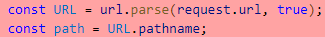 const URL = url.parse(request.url, true);
const path = URL.pathname;